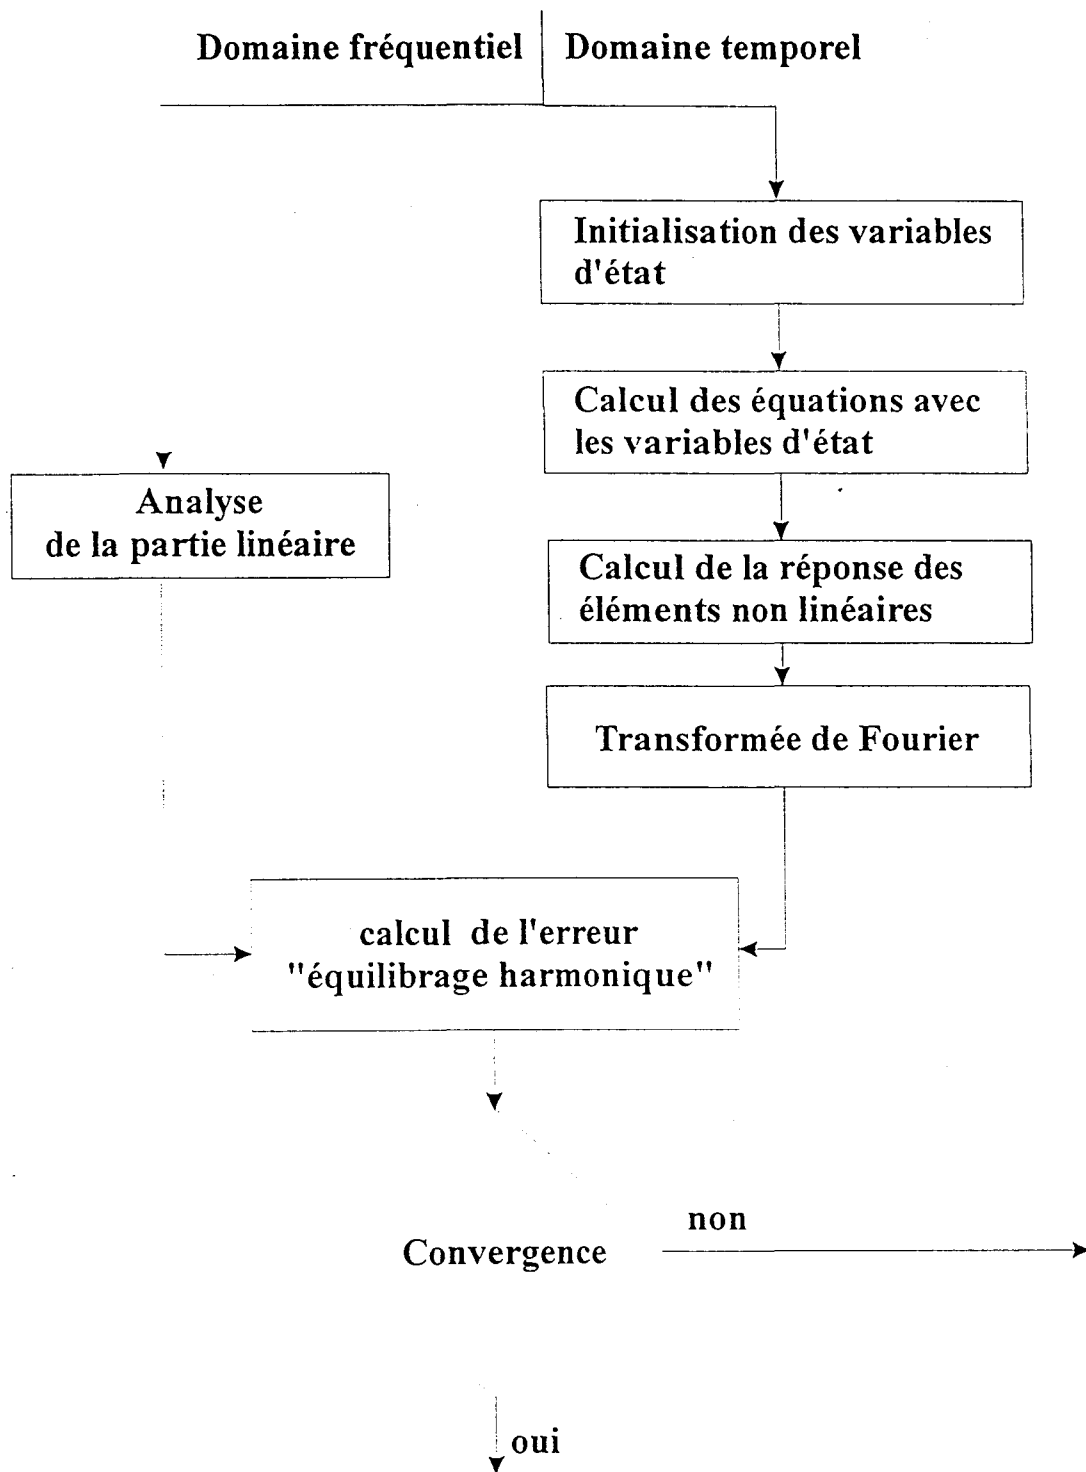 Domaine fréquentiel
Domaine temporel
Initialisation des variables
d'état
Calcul des équations avec
les variables d'état
Analyse
de la partie linéaire
Calcul de la réponse des
éléments non linéaires
Transformée de Fourier
calcul de l'erreur
"équilibrage harmonique"
non
Convergence
oui